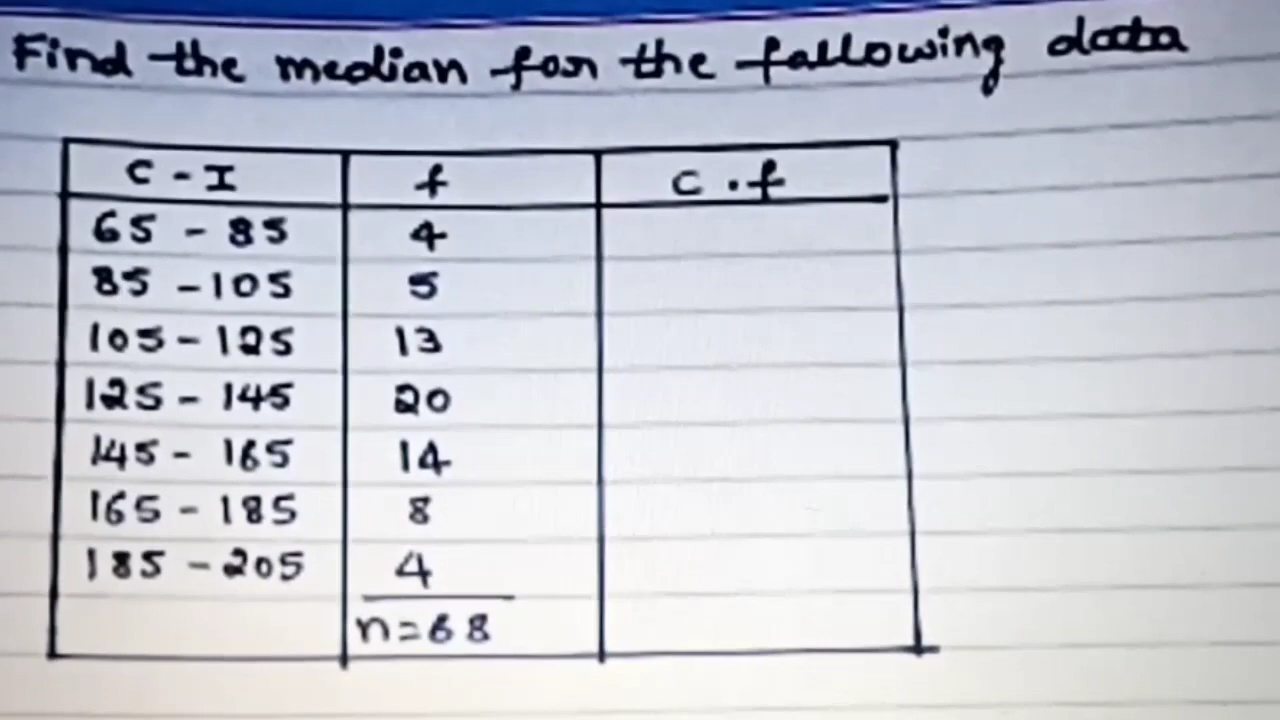 Find the median for the fallowing data
C - I f C.f
65 - 85 4
85 - 105 5
105 - 125 13
125 - 145 20
145 - 165 14
165 - 185 8
185 - 205 4
n = 68